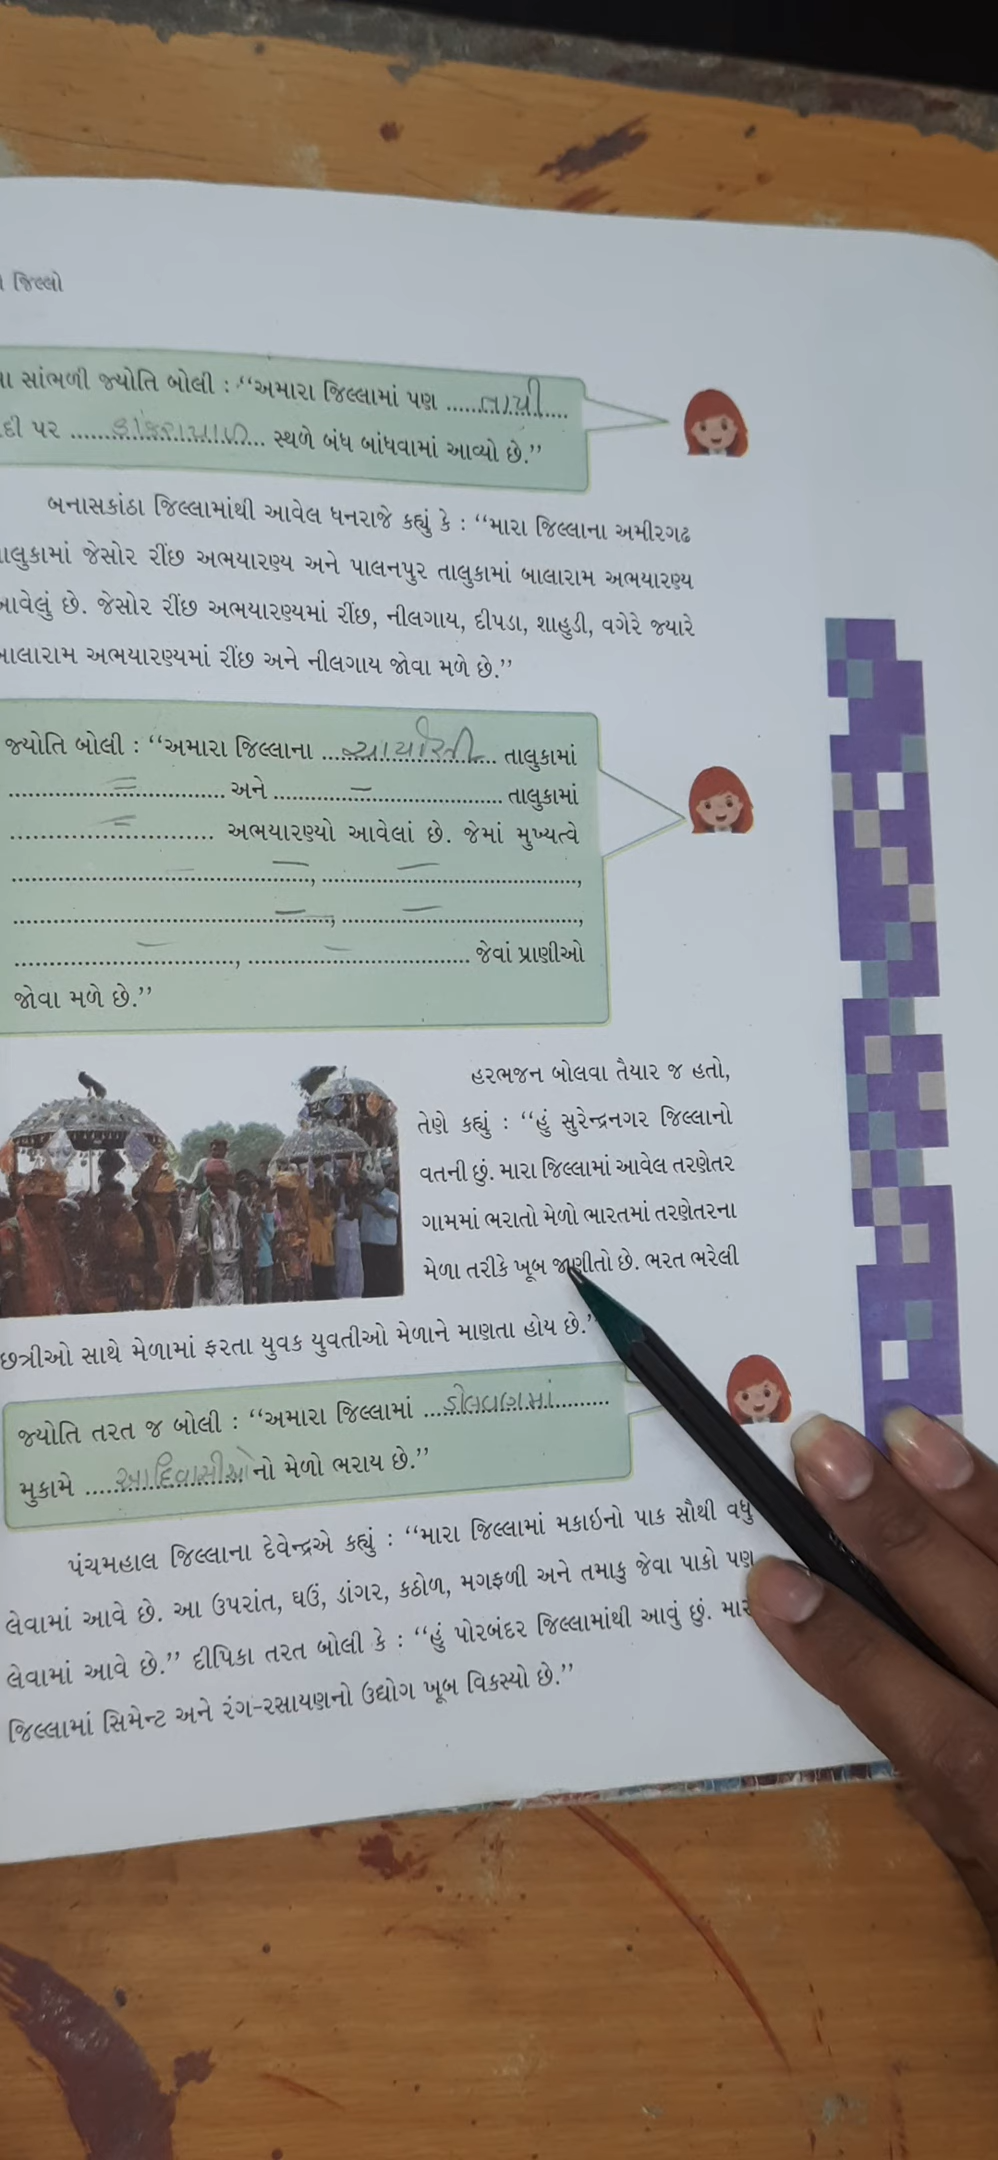 જિલ્લો
સાંભળી જ્યોતિ બોલી : “અમારા જિલ્લામાં પણ ......તાપી......
પર ......કાકરાપાળ...... સ્થળે બંધ બાંધવામાં આવ્યો છે.”
બનાસકાંઠા જિલ્લામાંથી આવેલ ધનરાજે કહ્યું કે : “મારા જિલ્લાના અમીરગઢ
તાલુકામાં જેસોર રીંછ અભયારણ્ય અને પાલનપુર તાલુકામાં બાલારામ અભયારણ્ય
આવેલું છે. જેસોર રીંછ અભયારણ્યમાં રીંછ, નીલગાય, દીપડા, શાહુડી, વગેરે જ્યારે
બાલારામ અભયારણ્યમાં રીંછ અને નીલગાય જોવા મળે છે.”
જ્યોતિ બોલી : “અમારા જિલ્લાના ...... તાલુકામાં
...... અને ...... તાલુકામાં
...... અભયારણ્યો આવેલાં છે. જેમાં મુખ્યત્વે
......, ......,
......, ......,
......, ...... જેવાં પ્રાણીઓ
જોવા મળે છે.”
હરભજન બોલવા તૈયાર જ હતો,
તેણે કહ્યું : “હું સુરેન્દ્રનગર જિલ્લાનો
વતની છું. મારા જિલ્લામાં આવેલ તરણેતર
ગામમાં ભરાતો મેળો ભારતમાં તરણેતરના
મેળા તરીકે ખૂબ જાણીતો છે. ભરત ભરેલી
છત્રીઓ સાથે મેળામાં ફરતા યુવક યુવતીઓ મેળાને માણતા હોય છે.”
જ્યોતિ તરત જ બોલી : “અમારા જિલ્લામાં ......ડોલવણમાં......
મુકામે ......આદિવાસીઓ નો મેળો ભરાય છે.”
પંચમહાલ જિલ્લાના દેવેન્દ્રએ કહ્યું : “મારા જિલ્લામાં મકાઈનો પાક સૌથી વધુ
લેવામાં આવે છે. આ ઉપરાંત, ઘઉં, ડાંગર, કઠોળ, મગફળી અને તમાકુ જેવા પાકો પણ
લેવામાં આવે છે.” દીપિકા તરત બોલી કે : “હું પોરબંદર જિલ્લામાંથી આવું છું. મારા
જિલ્લામાં સિમેન્ટ અને રંગ-રસાયણનો ઉદ્યોગ ખૂબ વિકસ્યો છે.”